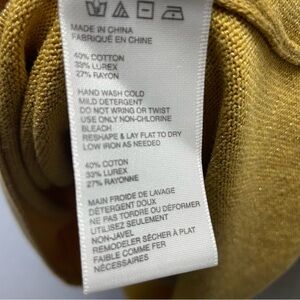 MADE IN CHINA
FABRIQUÉ EN CHINE
40% COTTON
33% LUREX
27% RAYON
HAND WASH COLD
MILD DETERGENT
DO NOT WRING OR TWIST
USE ONLY NON-CHLORINE
BLEACH
RESHAPE & LAY FLAT TO DRY
LOW IRON AS NEEDED
40% COTON
33% LUREX
27% RAYONNE
MAIN FROIDE DE LAVAGE
DÉTERGENT DOUX
NE PAS TORDRE OU DÉFORMER
UTILISEZ SEULEMENT
NON-JAVEL
REMODELER SÉCHER À PLAT
FAIBLE COMME FER
NÉCESSAIRES